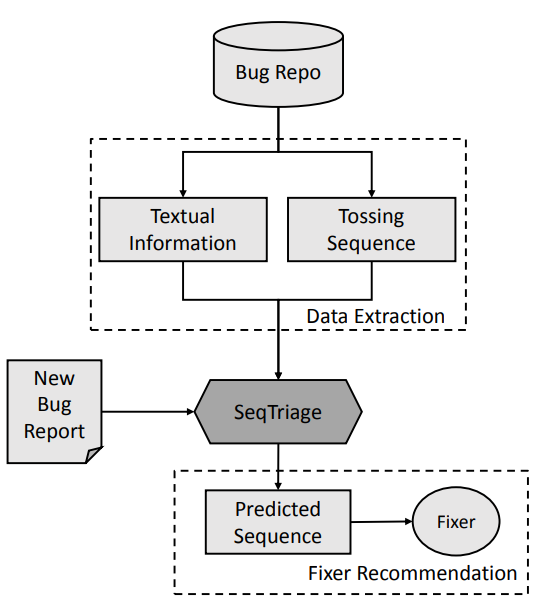 Bug Repo
Textual
Information
Tossing
Sequence
Data Extraction
New
Bug
Report
SeqTriage
Predicted
Sequence
Fixer
Fixer Recommendation